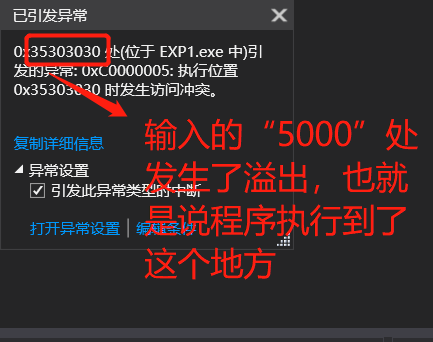 已引发异常
0x35303030 处(位于 EXP1.exe 中)引
发的异常: 0xC0000005: 执行位置
0x35303030 时发生访问冲突。
复制详细信息
异常设置
引发此异常类型时中断
打开异常设置 | 编辑条件
输入的“5000”处
发生了溢出，也就
是说程序执行到了
这个地方